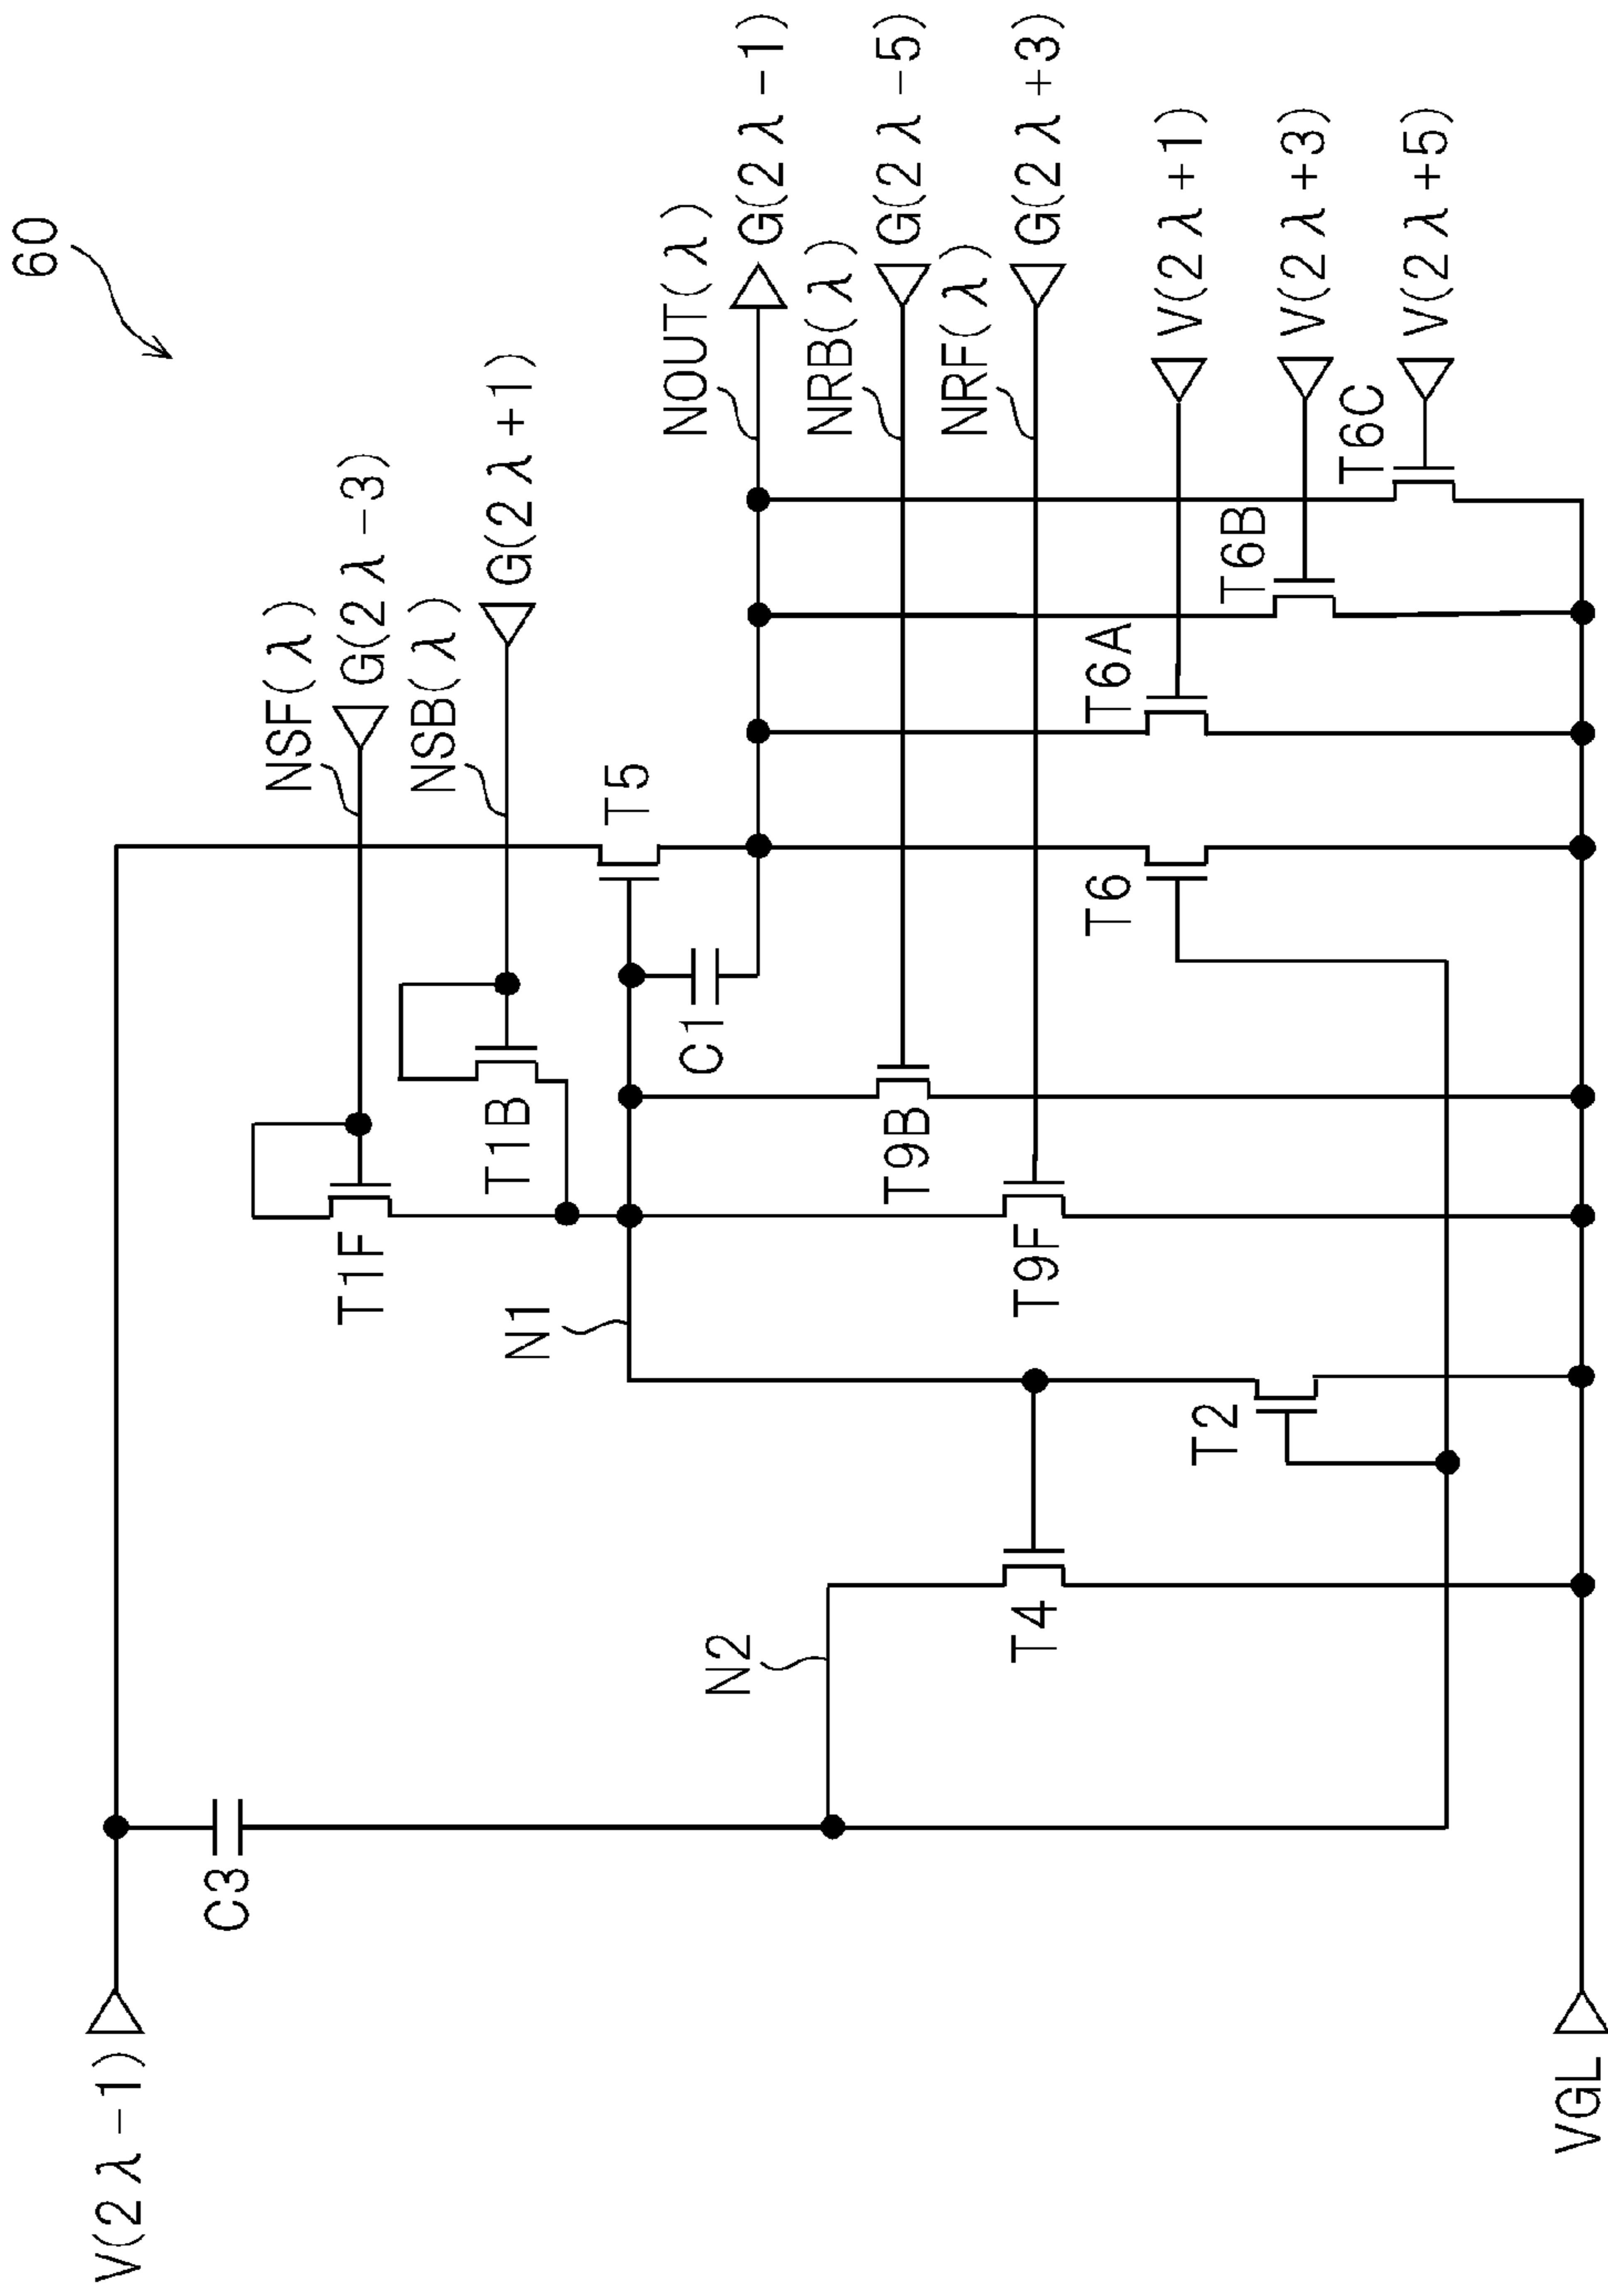 60
NSF(λ)
G(2λ-3)
NSB(λ)
G(2λ+1)
NOUT(λ)
G(2λ-1)
NRB(λ)
G(2λ-5)
NRF(λ)
G(2λ+3)
V(2λ+1)
V(2λ+3)
V(2λ+5)
V(2λ-1)
C3
T1F
T1B
T5
N1
C1
N2
T9B
T9F
T4
T2
T6
T6A
T6B
T6C
VGL